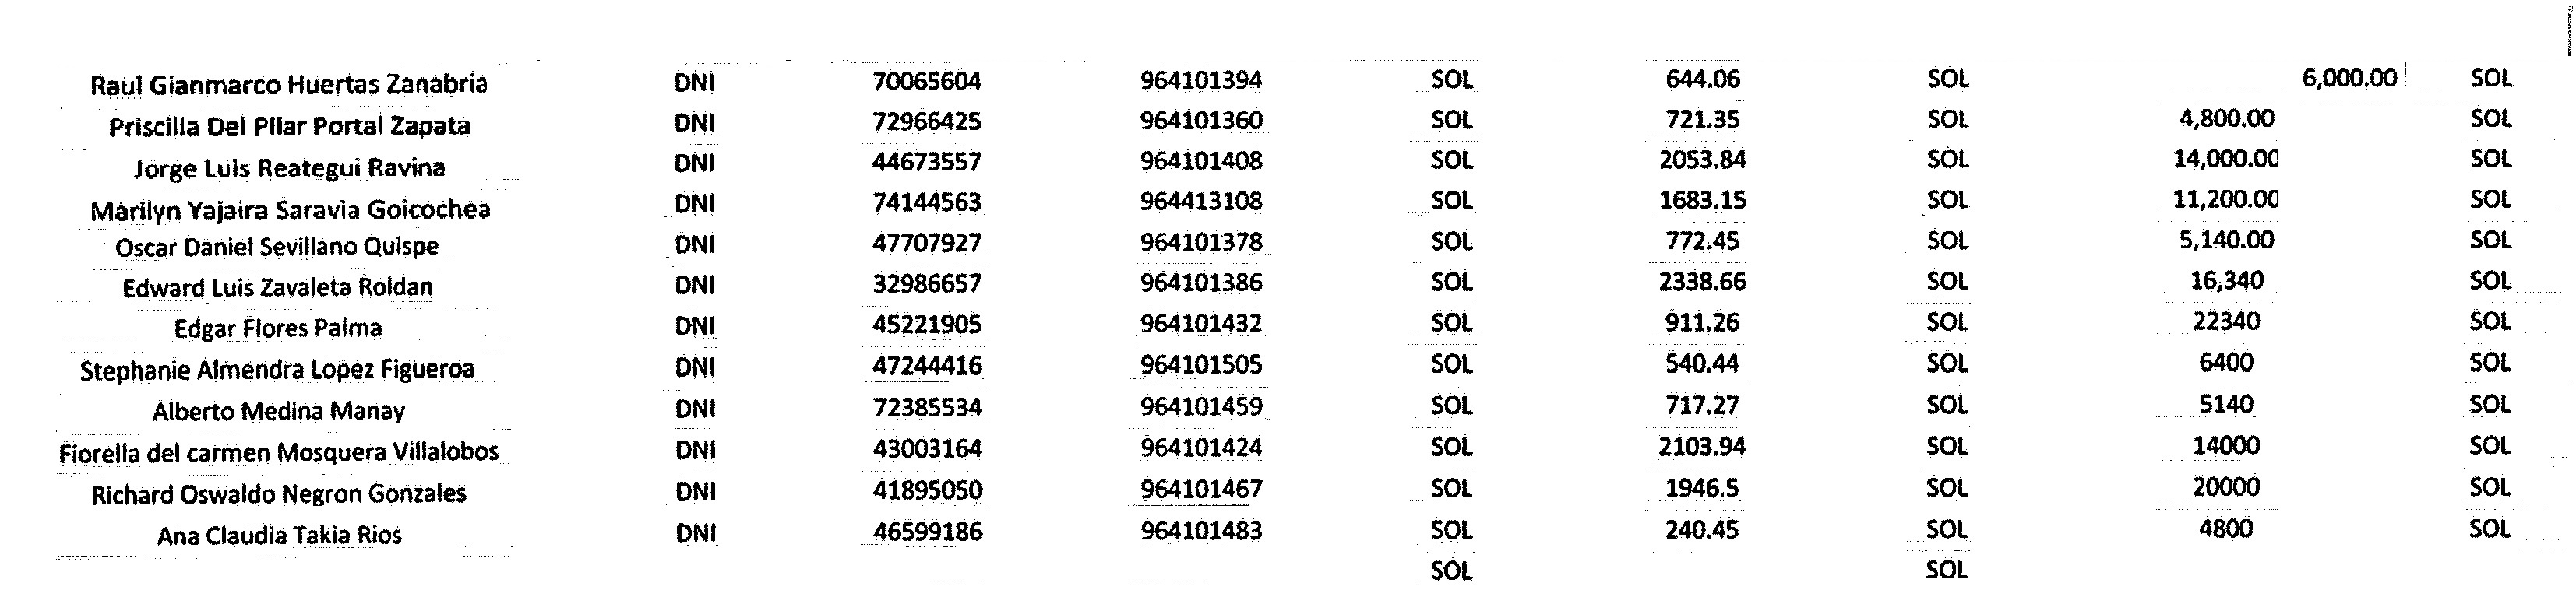 Raul Gianmarco Huertas Zanabria DNI 70065604 964101394 SOL 644.06 SOL 6,000.00 SOL
Priscilla Del Pilar Portal Zapata DNI 72966425 964101360 SOL 721.35 SOL 4,800.00 SOL
Jorge Luis Reategui Ravina DNI 44673557 964101408 SOL 2053.84 SOL 14,000.00 SOL
Marilyn Yajaira Saravia Goicochea DNI 74144563 964413108 SOL 1683.15 SOL 11,200.00 SOL
Oscar Daniel Sevillano Quispe DNI 47707927 964101378 SOL 772.45 SOL 5,140.00 SOL
Edward Luis Zavaleta Roldan DNI 32986657 964101386 SOL 2338.66 SOL 16,340 SOL
Edgar Flores Palma DNI 45221905 964101432 SOL 911.26 SOL 22340 SOL
Stephanie Almendra Lopez Figueroa DNI 47244416 964101505 SOL 540.44 SOL 6400 SOL
Alberto Medina Manay DNI 72385534 964101459 SOL 717.27 SOL 5140 SOL
Fiorella del carmen Mosquera Villalobos DNI 43003164 964101424 SOL 2103.94 SOL 14000 SOL
Richard Oswaldo Negron Gonzales DNI 41895050 964101467 SOL 1946.5 SOL 20000 SOL
Ana Claudia Takia Rios DNI 46599186 964101483 SOL 240.45 SOL 4800 SOL
SOL SOL